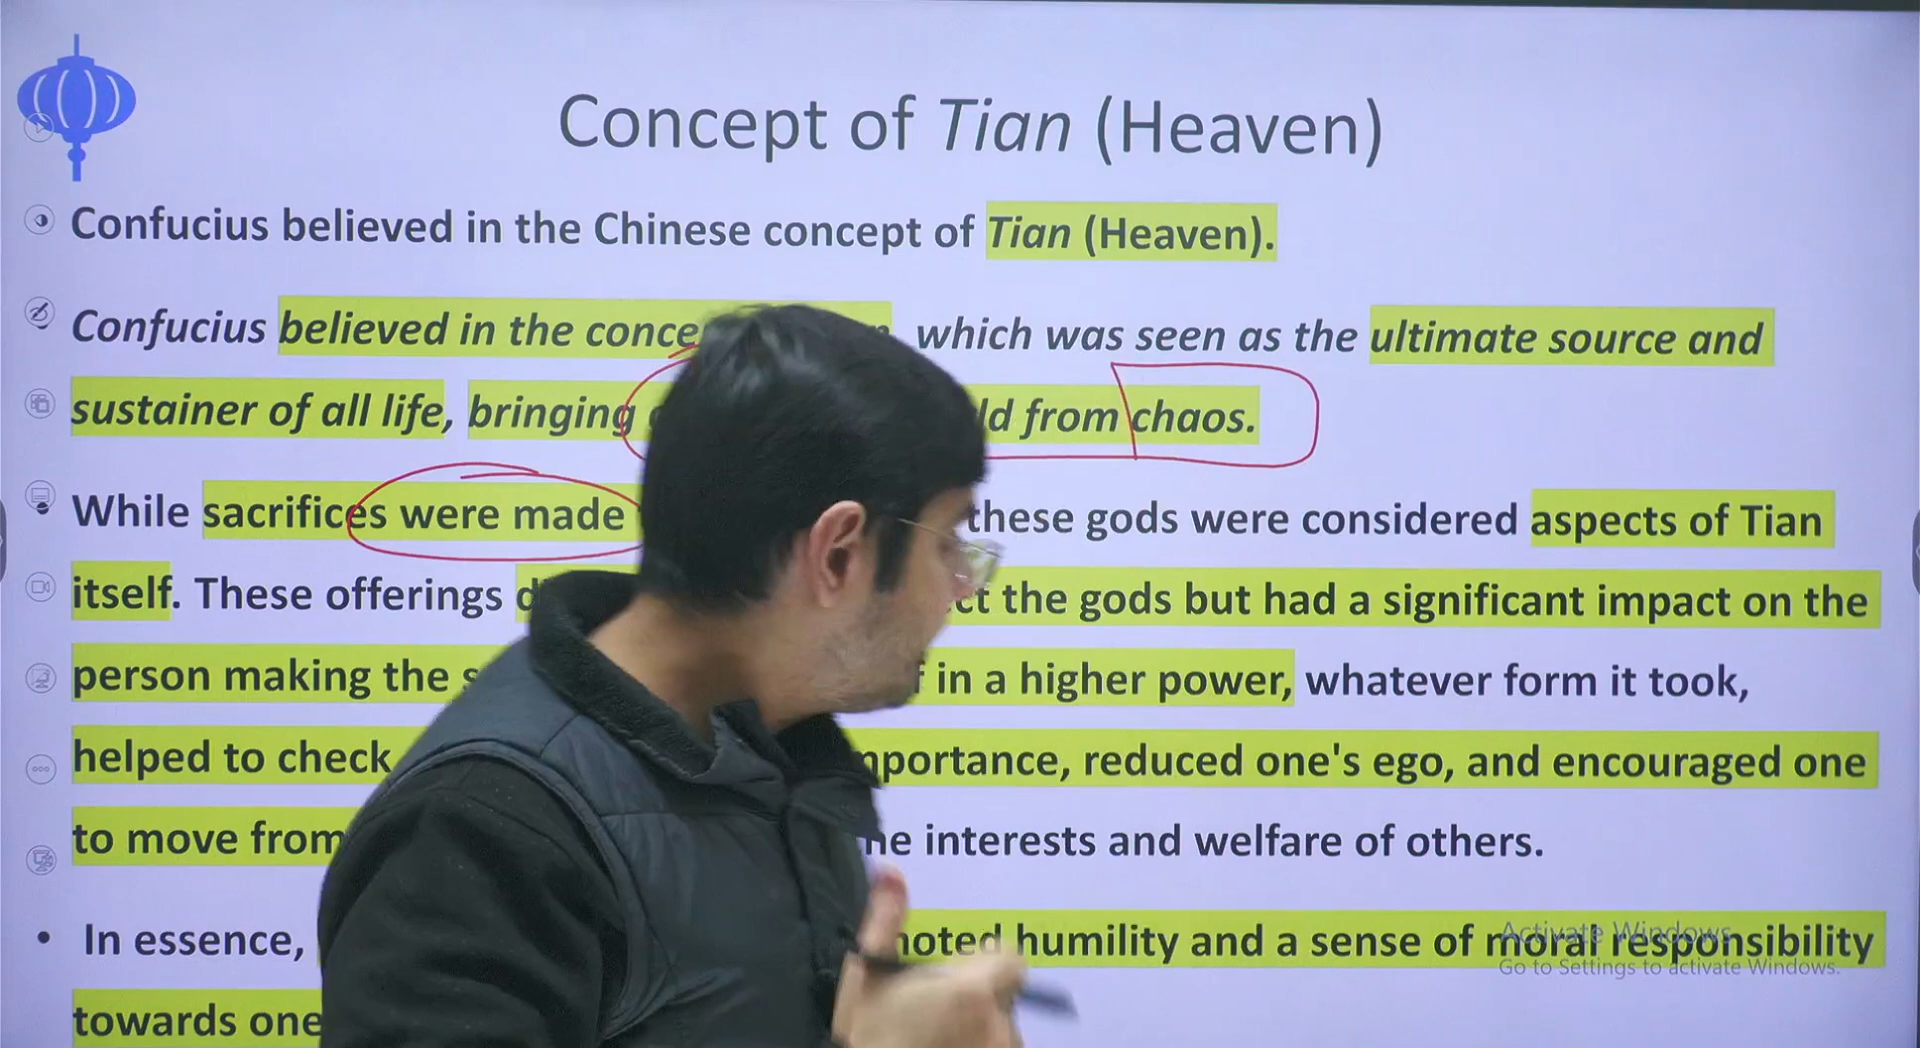 Concept of Tian (Heaven)
Confucius believed in the Chinese concept of Tian (Heaven).
Confucius believed in the which was seen as the ultimate source and
sustainer of all life, bringing from chaos.
While sacrifices were made these gods were considered aspects of Tian
itself. These offerings the gods but had a significant impact on the
person making the in a higher power, whatever form it took,
helped to check reduced one's ego, and encouraged one
to move from interests and welfare of others.
• In essence, humility and a sense of moral responsibility
towards
Activate Windows
Go to Settings to activate Windows.